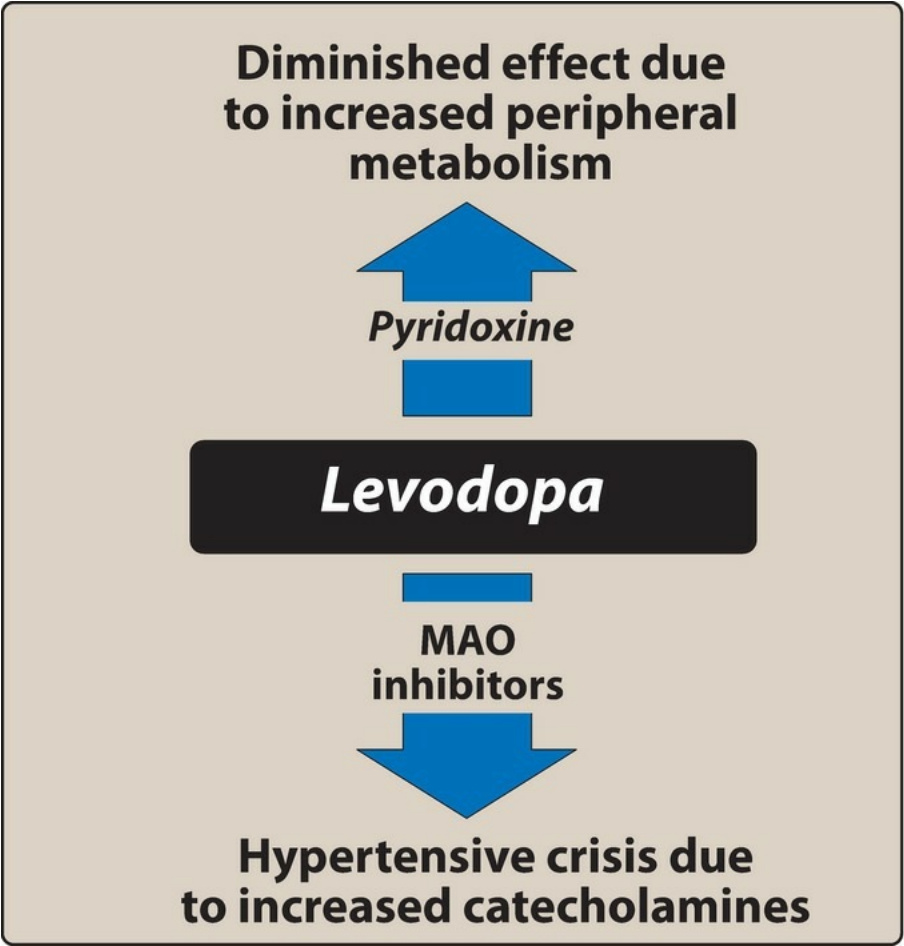 Diminished effect due
to increased peripheral
metabolism
Pyridoxine
Levodopa
MAO
inhibitors
Hypertensive crisis due
to increased catecholamines